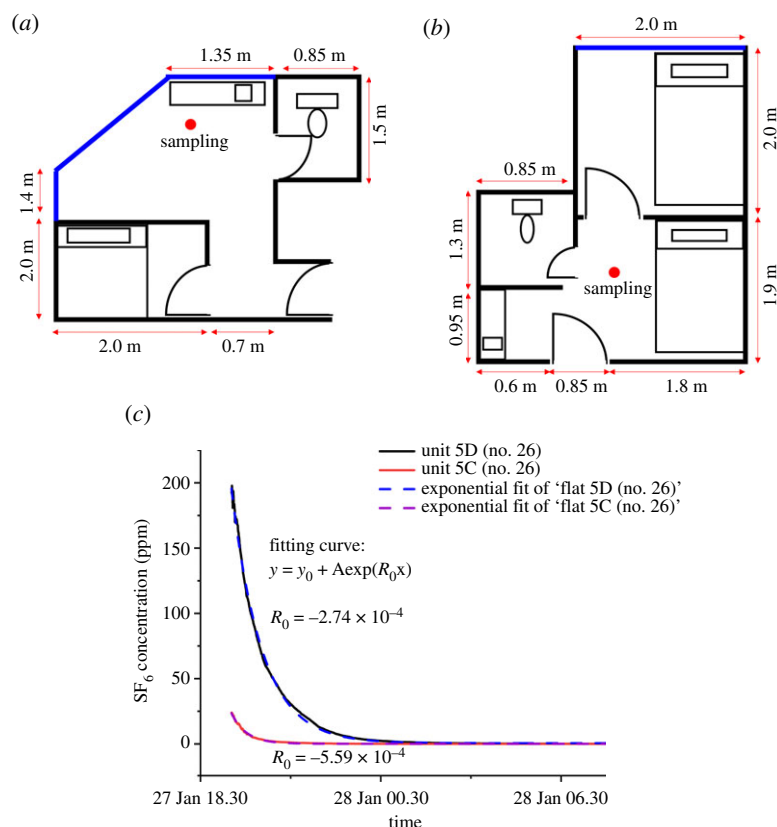 (a)
1.35 m
0.85 m
1.5 m
sampling
1.4 m
2.0 m
2.0 m
0.7 m
(b)
2.0 m
2.0 m
0.85 m
1.3 m
sampling
1.9 m
0.95 m
0.6 m
0.85 m
1.8 m
(c)
unit 5D (no. 26)
unit 5C (no. 26)
exponential fit of ‘flat 5D (no. 26)’
exponential fit of ‘flat 5C (no. 26)’
fitting curve:
y = y₀ + Aexp(R₀x)
R₀ = –2.74 × 10⁻⁴
R₀ = –5.59 × 10⁻⁴
SF₆ concentration (ppm)
200
150
100
50
0
27 Jan 18.30
28 Jan 00.30
28 Jan 06.30
time